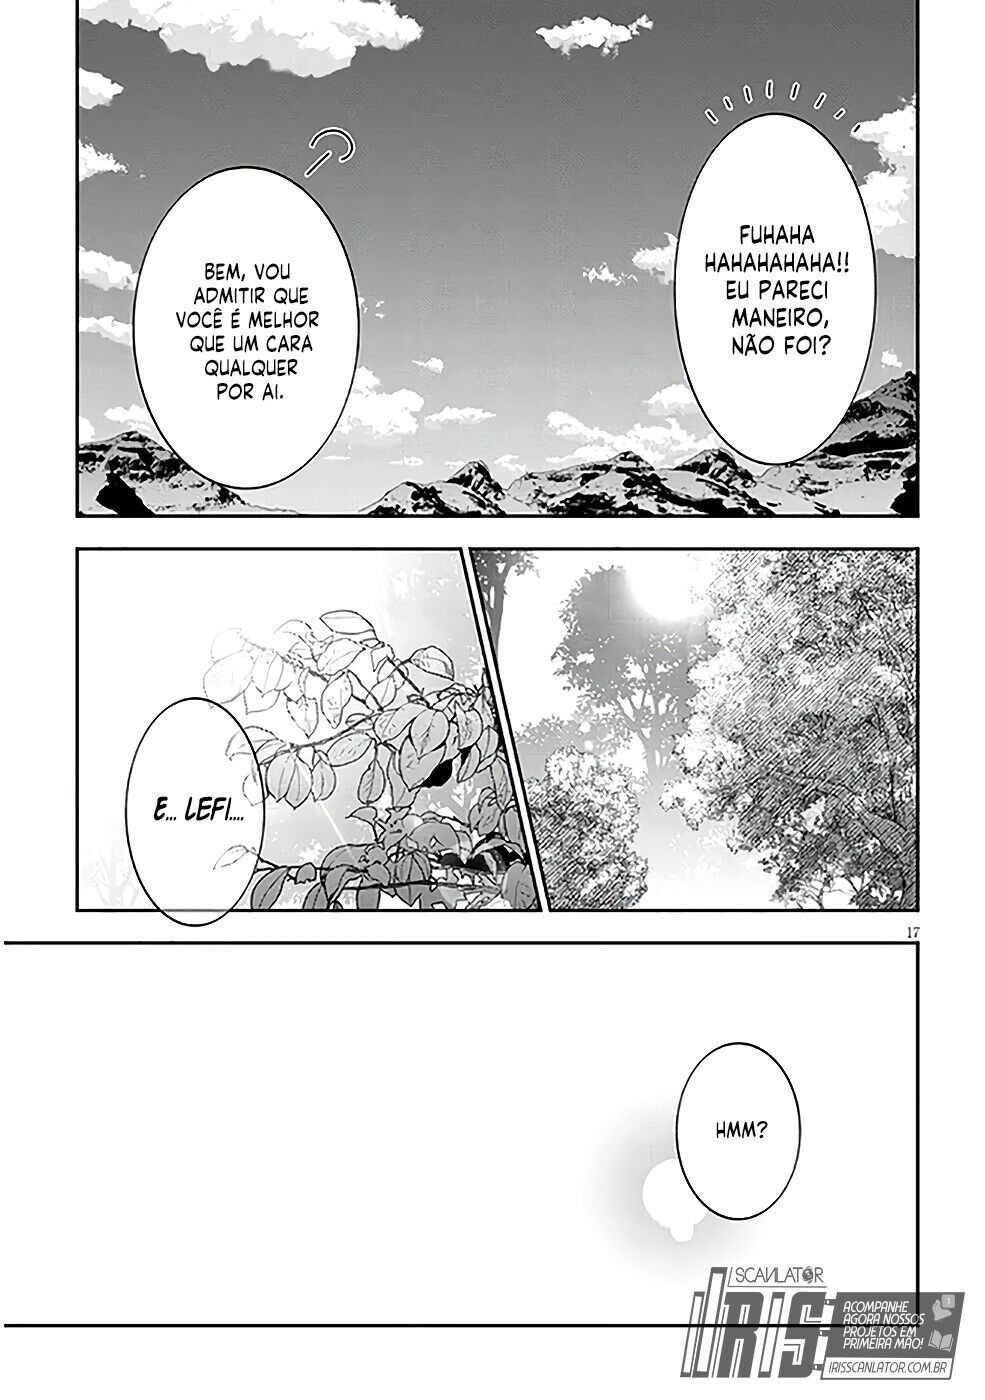 FUHAHA
HAHAHAHAHA!!
EU PARECI
MANEIRO,
NÃO FOI?
BEM, VOU
ADMITIR QUE
VOCÊ É MELHOR
QUE UM CARA
QUALQUER
POR AI.
E... LEFI....
17
HMM?
SCANLATOR
IRIS
ACOMPANHE
AGORA NOSSOS
PROJETOS EM
PRIMEIRA MÃO!
IRISSCANLATOR.COM.BR
1